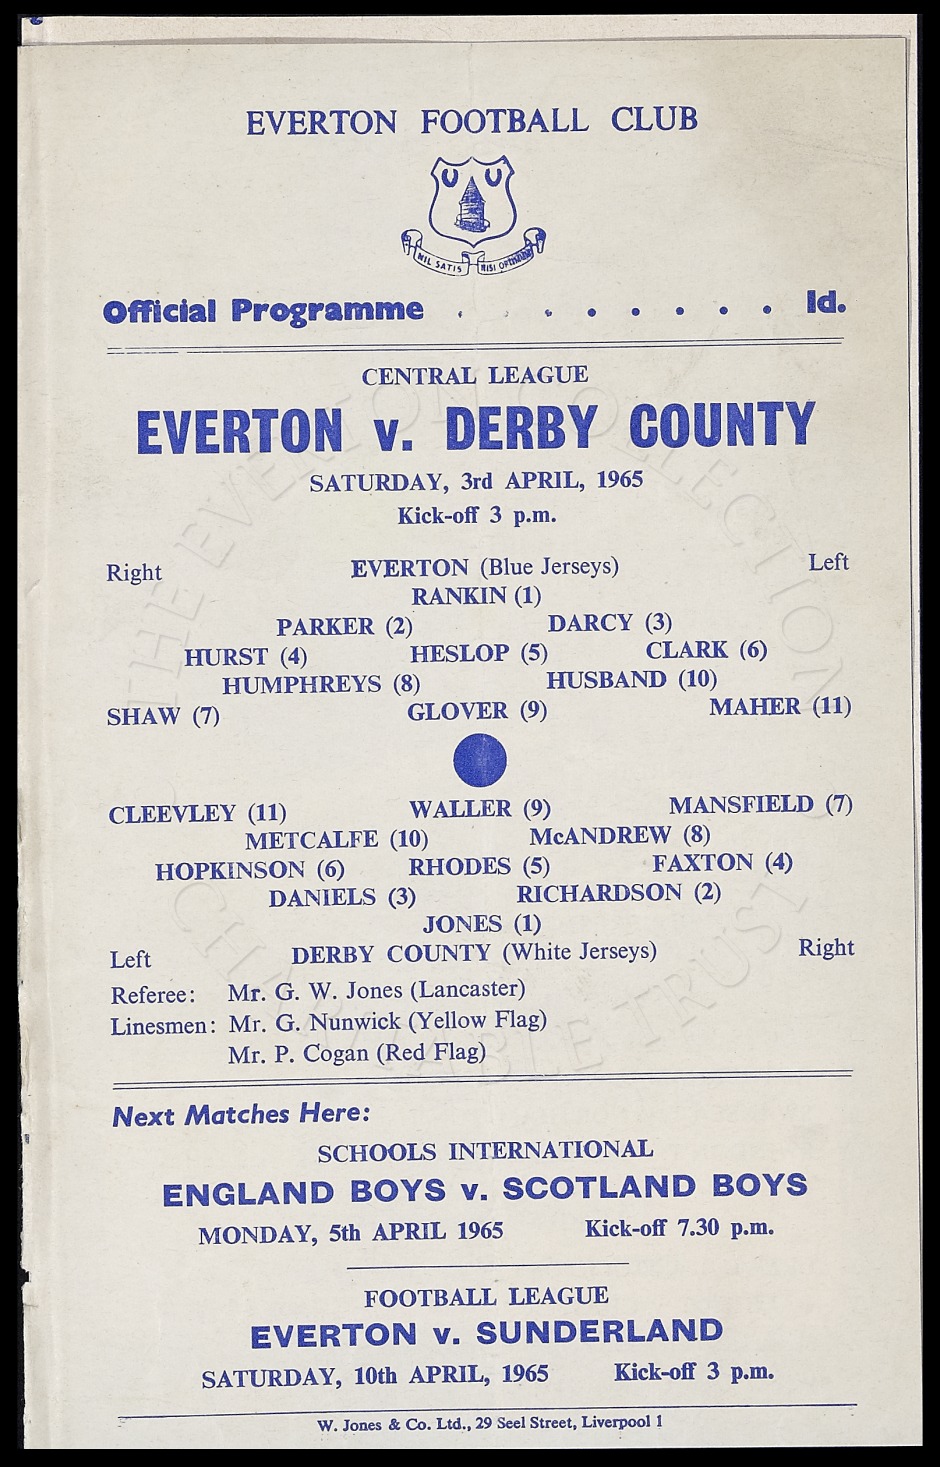 EVERTON FOOTBALL CLUB
NIL SATIS NISI OPTIMUM
Official Programme . . . . . . . . 1d.
CENTRAL LEAGUE
EVERTON v. DERBY COUNTY
SATURDAY, 3rd APRIL, 1965
Kick-off 3 p.m.
Right EVERTON (Blue Jerseys) Left
RANKIN (1)
PARKER (2) DARCY (3)
HURST (4) HESLOP (5) CLARK (6)
HUMPHREYS (8) HUSBAND (10)
SHAW (7) GLOVER (9) MAHER (11)
CLEEVLEY (11) WALLER (9) MANSFIELD (7)
METCALFE (10) McANDREW (8)
HOPKINSON (6) RHODES (5) FAXTON (4)
DANIELS (3) RICHARDSON (2)
JONES (1)
Left DERBY COUNTY (White Jerseys) Right
Referee: Mr. G. W. Jones (Lancaster)
Linesmen: Mr. G. Nunwick (Yellow Flag)
Mr. P. Cogan (Red Flag)
Next Matches Here:
SCHOOLS INTERNATIONAL
ENGLAND BOYS v. SCOTLAND BOYS
MONDAY, 5th APRIL 1965 Kick-off 7.30 p.m.
FOOTBALL LEAGUE
EVERTON v. SUNDERLAND
SATURDAY, 10th APRIL, 1965 Kick-off 3 p.m.
W. Jones & Co. Ltd., 29 Seel Street, Liverpool 1
THE EVERTON COLLECTION
CHARITABLE TRUST